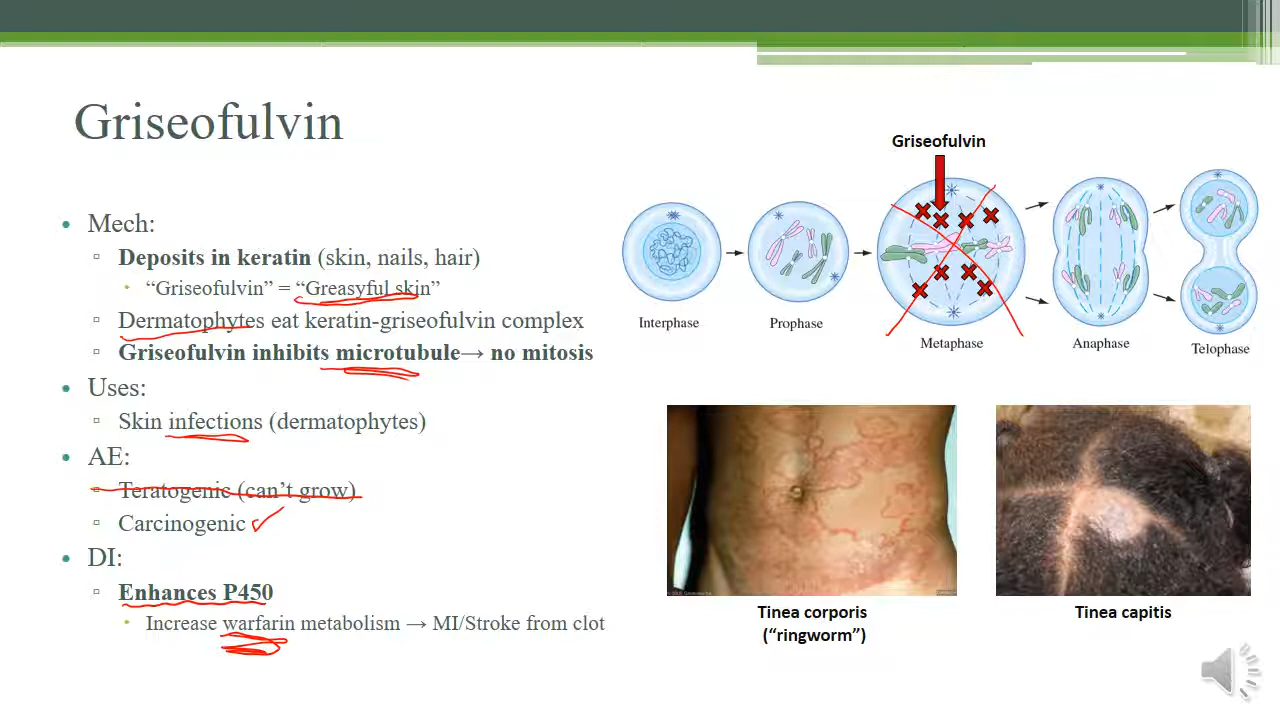 Griseofulvin
• Mech:
▫ Deposits in keratin (skin, nails, hair)
• “Griseofulvin” = “Greasyful skin”
▫ Dermatophytes eat keratin-griseofulvin complex
▫ Griseofulvin inhibits microtubule→ no mitosis
• Uses:
▫ Skin infections (dermatophytes)
• AE:
▫ Teratogenic (can’t grow)
▫ Carcinogenic
• DI:
▫ Enhances P450
• Increase warfarin metabolism → MI/Stroke from clot
Griseofulvin
Interphase
Prophase
Metaphase
Anaphase
Telophase
Tinea corporis
(“ringworm”)
Tinea capitis